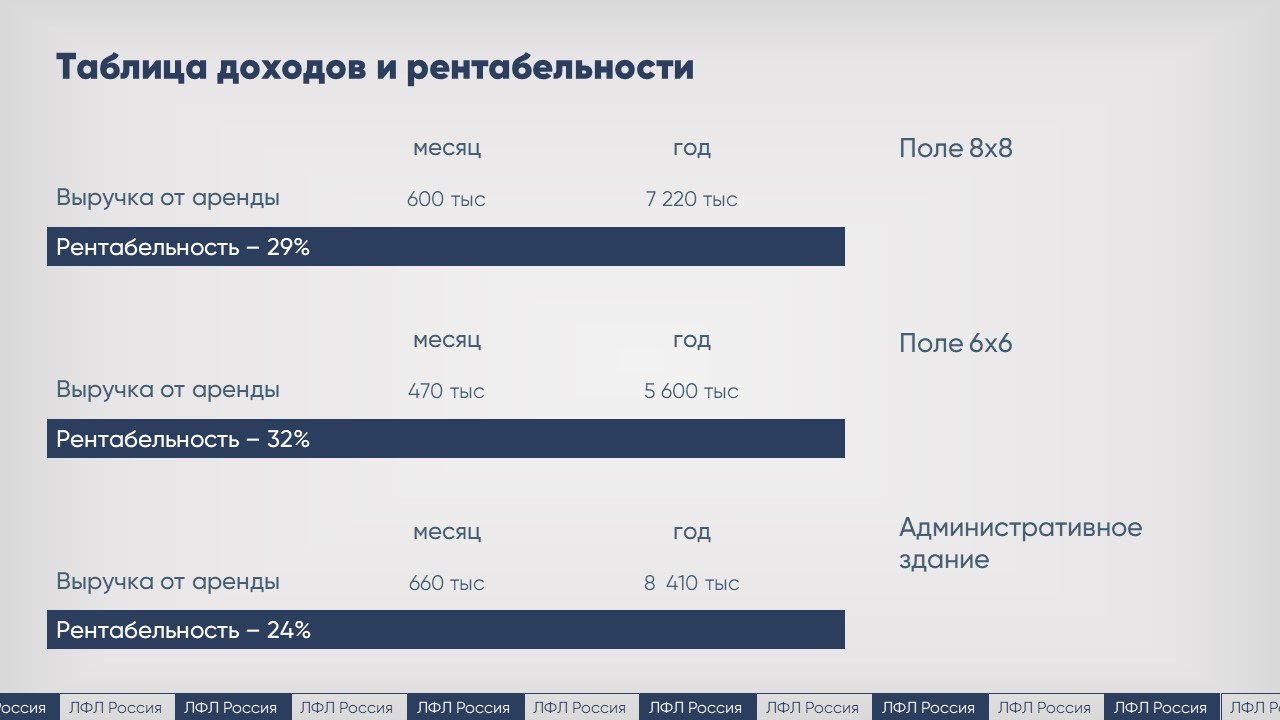 Таблица доходов и рентабельности
месяц год Поле 8х8
Выручка от аренды 600 тыс 7 220 тыс
Рентабельность – 29%
месяц год Поле 6х6
Выручка от аренды 470 тыс 5 600 тыс
Рентабельность – 32%
месяц год Административное
здание
Выручка от аренды 660 тыс 8 410 тыс
Рентабельность – 24%
оссия ЛФЛ Россия ЛФЛ Россия ЛФЛ Россия ЛФЛ Россия ЛФЛ Россия ЛФЛ Россия ЛФЛ Россия ЛФЛ Россия ЛФЛ Россия ЛФЛ Россия ЛФЛ Р